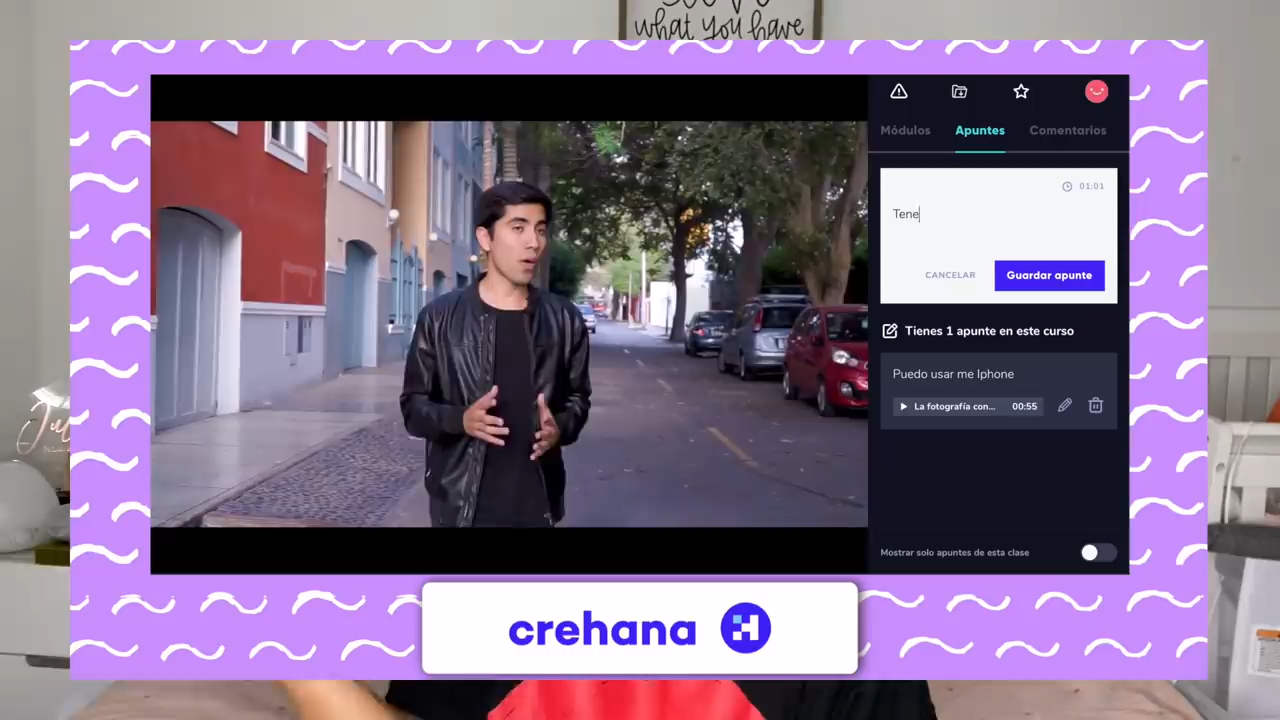 what you have
Módulos
Apuntes
Comentarios
01:01
Tene
CANCELAR
Guardar apunte
Tienes 1 apunte en este curso
Puedo usar me Iphone
La fotografía con...
00:55
Mostrar solo apuntes de esta clase
crehana